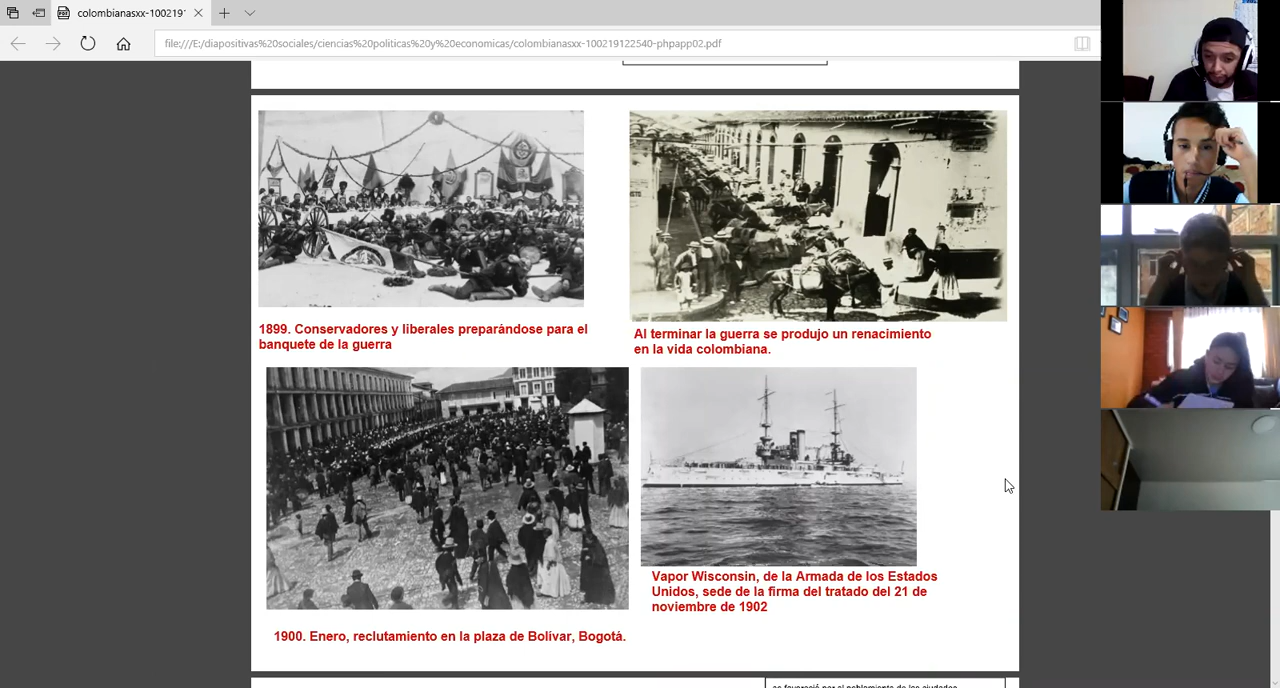 colombianasxx-100219
file:///E:/diapositivas%20sociales/ciencias%20politicas%20y%20economicas/colombianasxx-100219122540-phpapp02.pdf
1899. Conservadores y liberales preparándose para el
banquete de la guerra
Al terminar la guerra se produjo un renacimiento
en la vida colombiana.
1900. Enero, reclutamiento en la plaza de Bolívar, Bogotá.
Vapor Wisconsin, de la Armada de los Estados
Unidos, sede de la firma del tratado del 21 de
noviembre de 1902